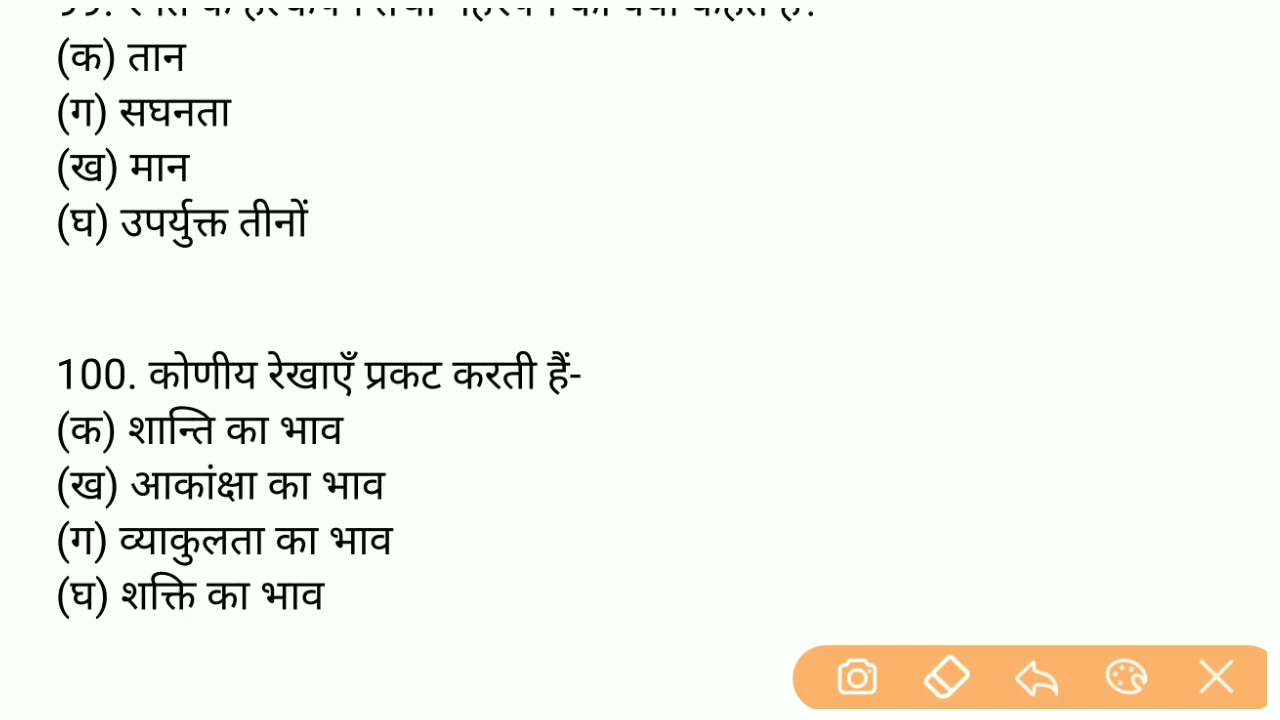 (क) तान
(ग) सघनता
(ख) मान
(घ) उपर्युक्त तीनों
100. कोणीय रेखाएँ प्रकट करती हैं-
(क) शान्ति का भाव
(ख) आकांक्षा का भाव
(ग) व्याकुलता का भाव
(घ) शक्ति का भाव